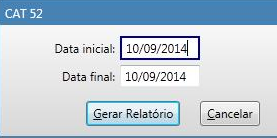 CAT 52
Data inicial: 10/09/2014
Data final: 10/09/2014
Gerar Relatório Cancelar